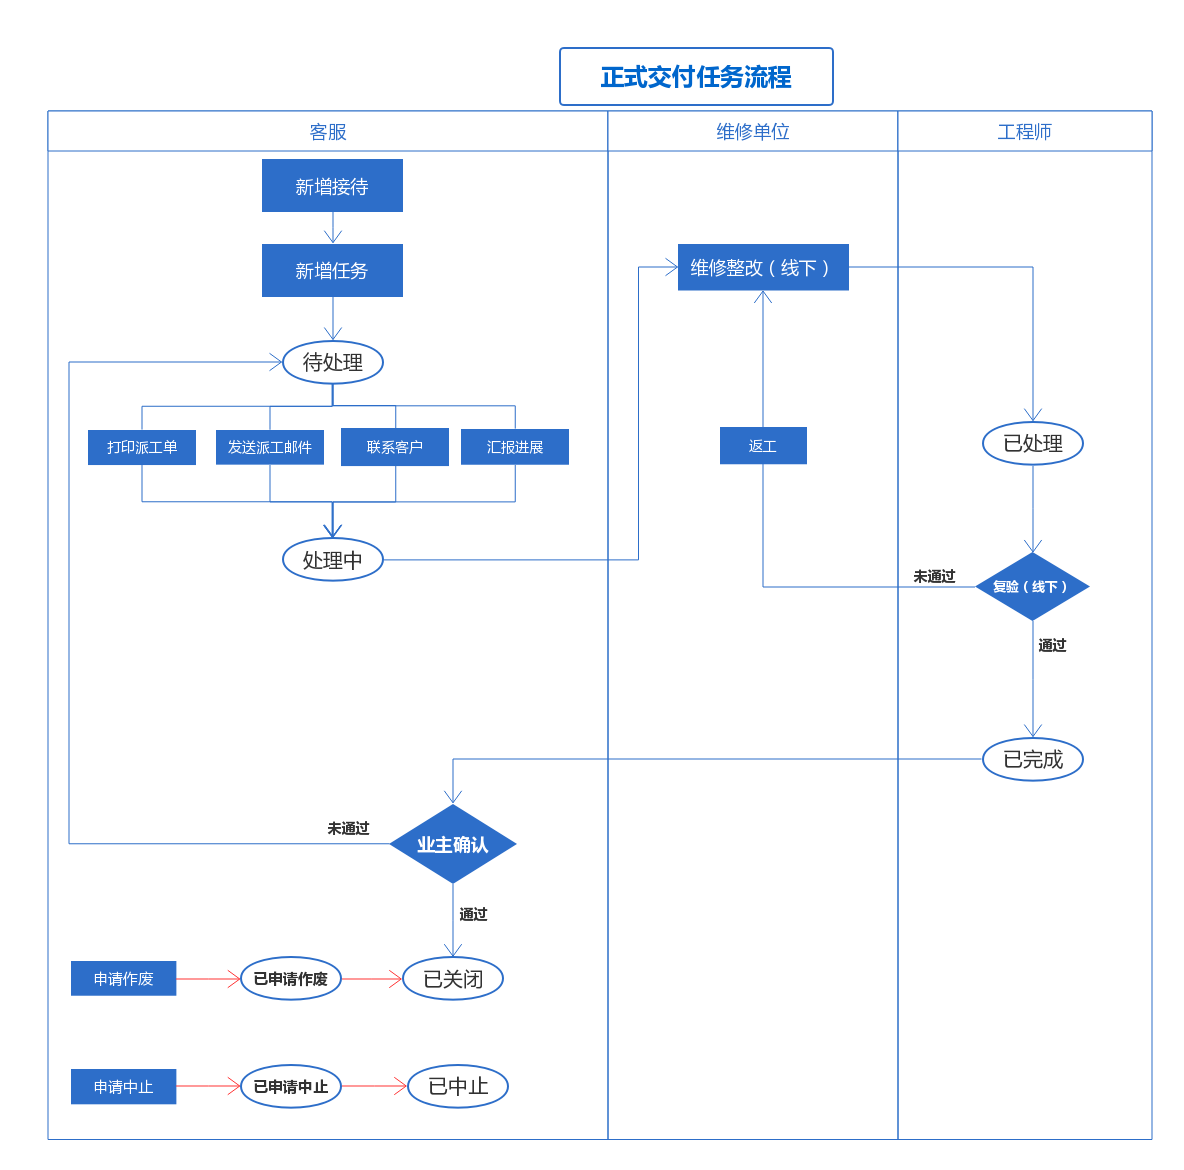 正式交付任务流程
客服
维修单位
工程师
新增接待
新增任务
维修整改（线下）
待处理
打印派工单
发送派工邮件
联系客户
汇报进展
返工
已处理
处理中
未通过
复验（线下）
通过
已完成
未通过
业主确认
通过
申请作废
已申请作废
已关闭
申请中止
已申请中止
已中止